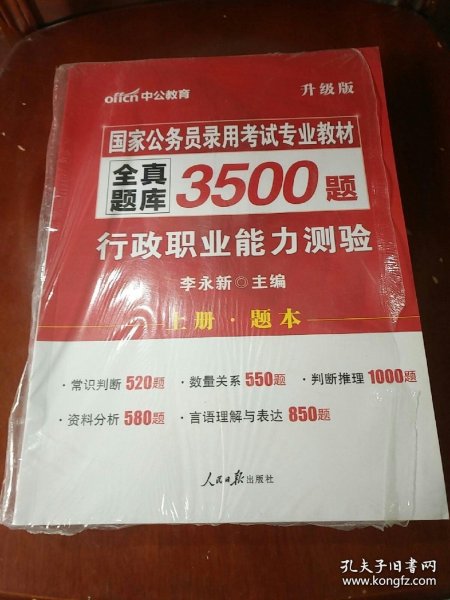 offcn中公教育
升级版
国家公务员录用考试专业教材
全真题库 3500题
行政职业能力测验
李永新◎主编
上册·题本
·常识判断 520题 ·数量关系 550题 ·判断推理 1000题
·资料分析 580题 ·言语理解与表达 850题
人民日报出版社
孔夫子旧书网
www.kongfz.com